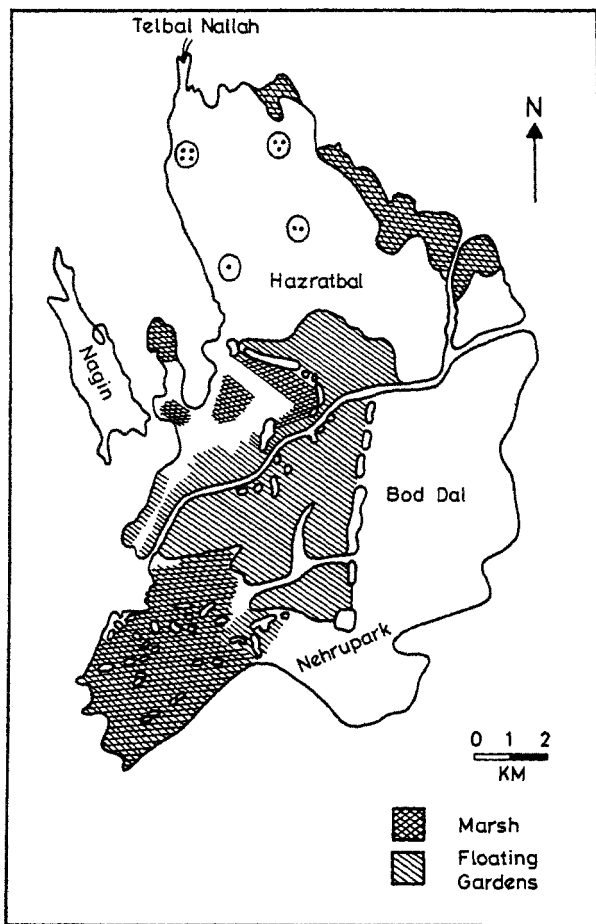 Telbal Nallah
N
Hazratbal
Nagin
Bod Dal
Nehrupark
0 1 2
KM
Marsh
Floating
Gardens